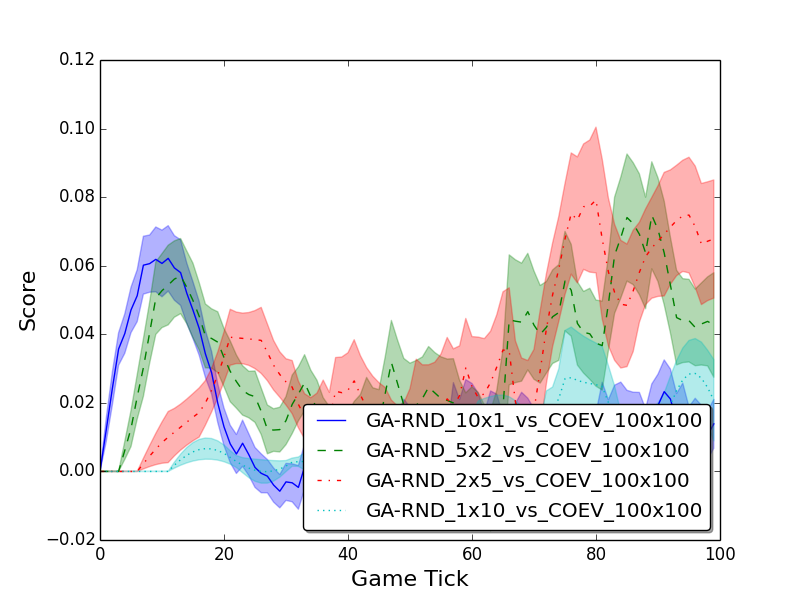 0.12
0.10
0.08
0.06
0.04
0.02
0.00
−0.02
Score
GA-RND_10x1_vs_COEV_100x100
GA-RND_5x2_vs_COEV_100x100
GA-RND_2x5_vs_COEV_100x100
GA-RND_1x10_vs_COEV_100x100
0 20 40 60 80 100
Game Tick